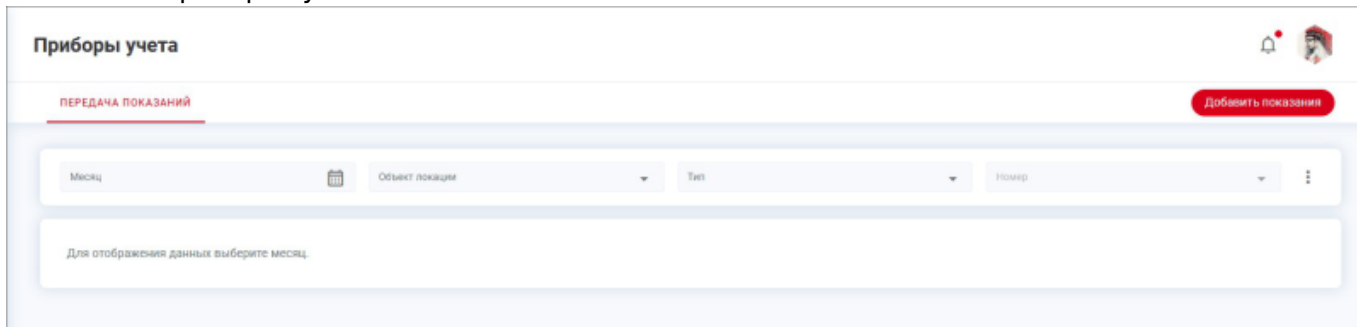 Приборы учета
ПЕРЕДАЧА ПОКАЗАНИЙ
Добавить показания
Месяц
Объект локации
Тип
Номер
Для отображения данных выберите месяц.